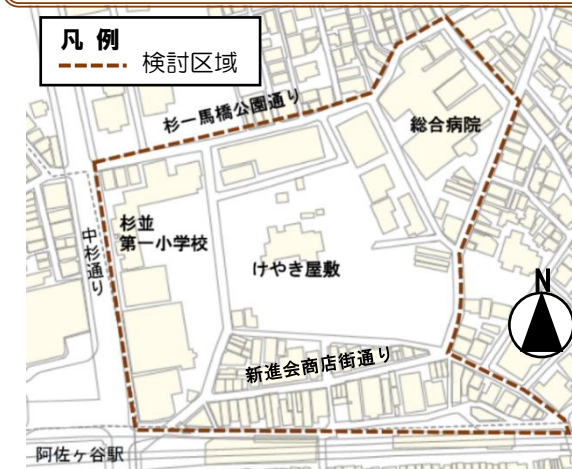 凡 例
検討区域
杉一馬橋公園通り
総合病院
杉並
第一小学校
中杉通り
けやき屋敷
N
新進会商店街通り
阿佐ヶ谷駅